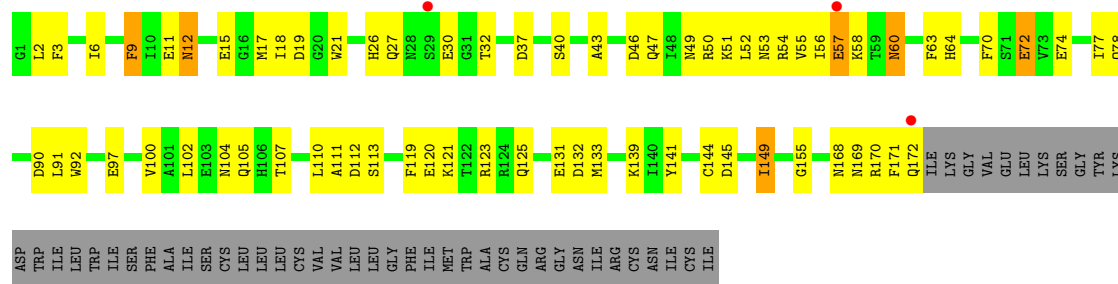 G1 L2 F3 I6 F9 I10 E11 N12 E15 G16 M17 I18 D19 G20 W21 H26 Q27 N28 S29 E30 G31 T32 D37 S40 A43 D46 Q47 I48 N49 R50 K51 L52 N53 R54 V55 I56 E57 K58 T59 N60 F63 H64 F70 S71 E72 V73 E74 I77 Q78
D90 L91 W92 E97 V100 A101 L102 E103 N104 Q105 H106 T107 L110 A111 D112 S113 F119 E120 K121 T122 R123 R124 Q125 E131 D132 M133 K139 I140 Y141 C144 D145 I149 G155 N168 N169 R170 F171 Q172 ILE LYS GLY VAL GLU LEU LYS SER GLY TYR LYS
ASP TRP ILE LEU TRP ILE SER PHE ALA ILE SER CYS LEU LEU LEU CYS VAL VAL LEU LEU GLY PHE ILE MET TRP ALA CYS GLN ARG GLY ASN ILE ARG CYS ASN ILE CYS ILE